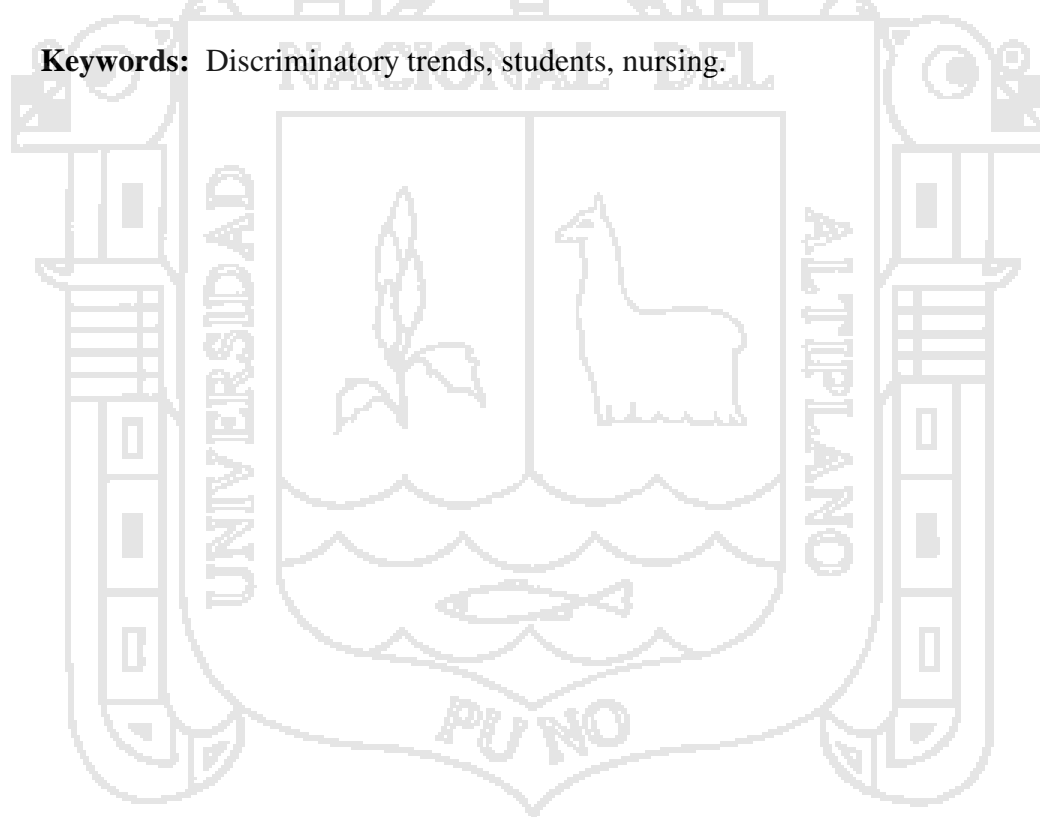 Keywords: Discriminatory trends, students, nursing.
NACIONAL DEL
UNIVERSIDAD
ALTIPLANO
PUNO